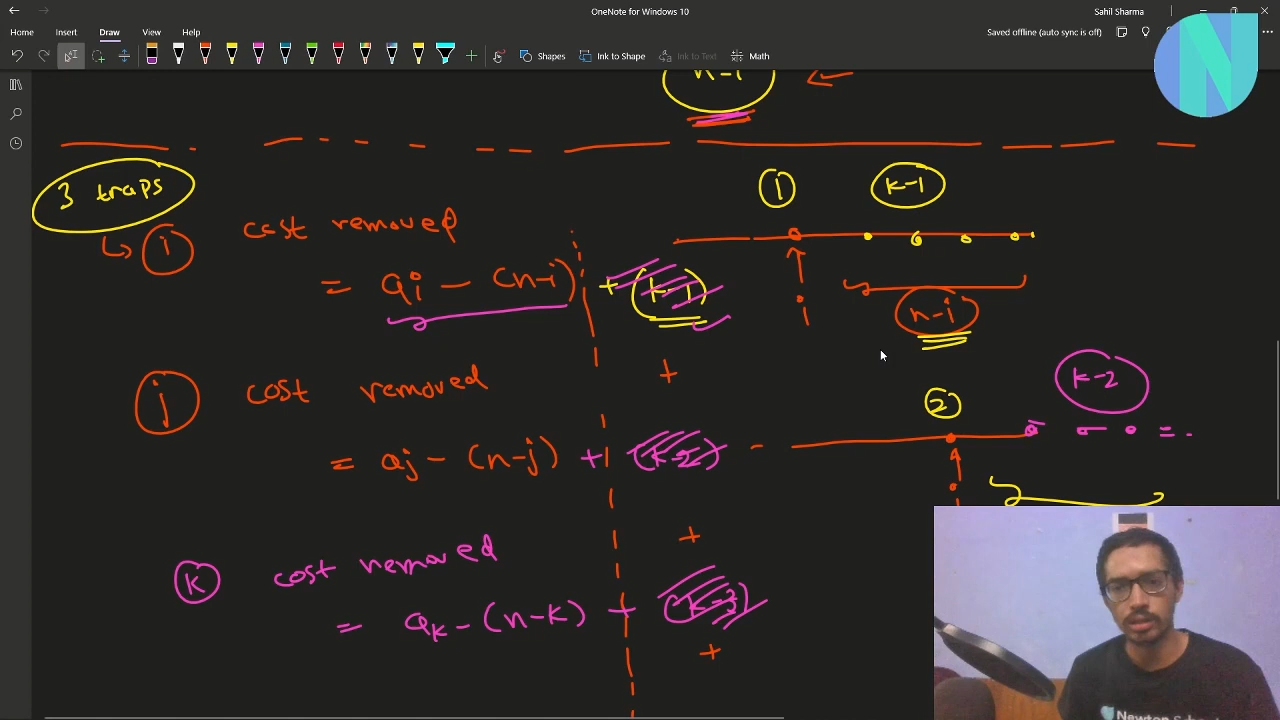 OneNote for Windows 10
Sahil Sharma
Home Insert Draw View Help
Saved offline (auto sync is off)
Shapes Ink to Shape Ink to Text Math
n-i
3 traps
i cost removed
= ai - (n-i) + (k-1)
1 k-1
i
n-i
+
j cost removed
= aj - (n-j) + (k-2)
2 k-2
+
k cost removed
= ak - (n-k) + (k-3)
+
Newton